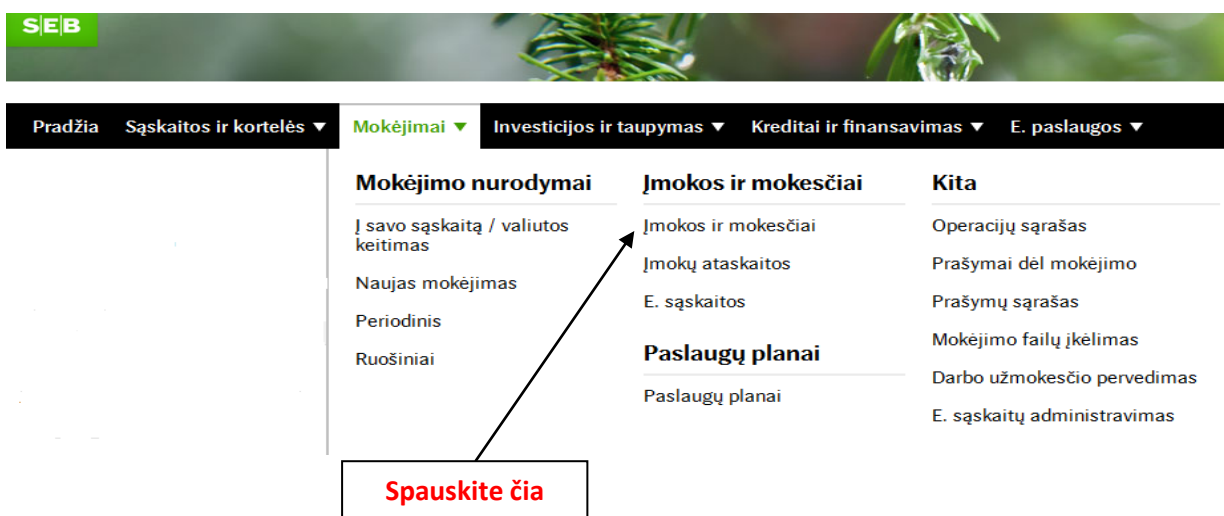 S|E|B
Pradžia Sąskaitos ir kortelės ▼ Mokėjimai ▼ Investicijos ir taupymas ▼ Kreditai ir finansavimas ▼ E. paslaugos ▼
Mokėjimo nurodymai
Į savo sąskaitą / valiutos
keitimas
Naujas mokėjimas
Periodinis
Ruošiniai
Įmokos ir mokesčiai
Įmokos ir mokesčiai
Įmokų ataskaitos
E. sąskaitos
Paslaugų planai
Paslaugų planai
Kita
Operacijų sąrašas
Prašymai dėl mokėjimo
Prašymų sąrašas
Mokėjimo failų įkėlimas
Darbo užmokesčio pervedimas
E. sąskaitų administravimas
Spauskite čia